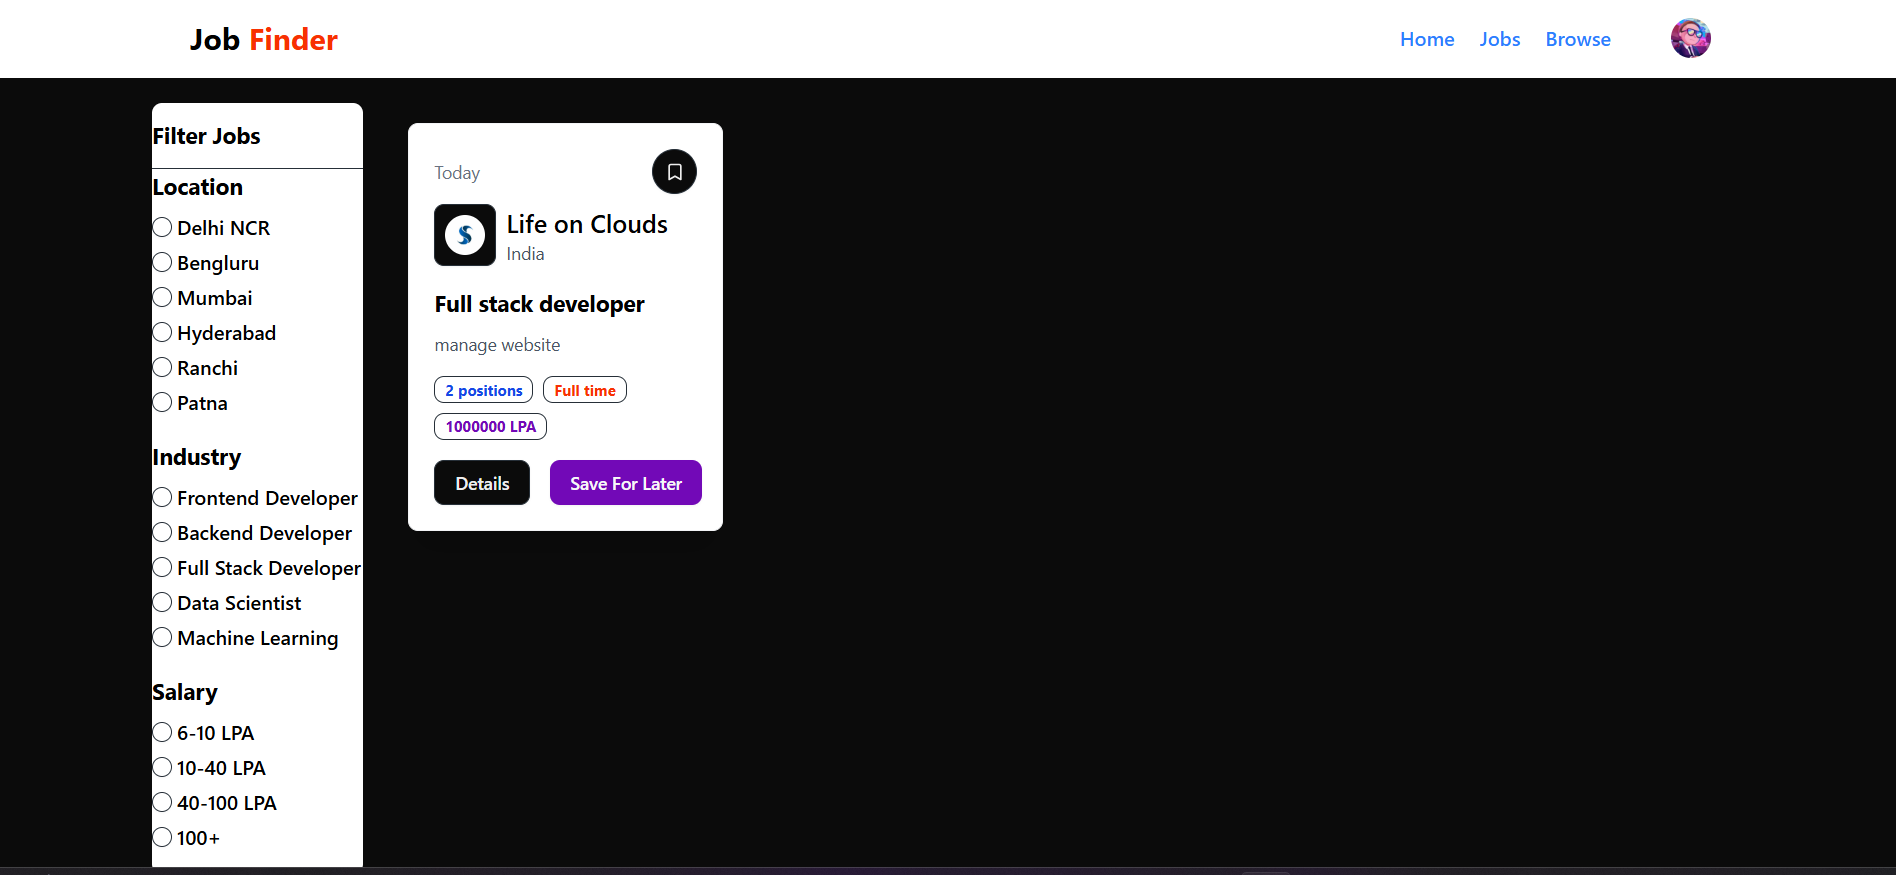 Job Finder
Home Jobs Browse
Filter Jobs
Location
Delhi NCR
Bengluru
Mumbai
Hyderabad
Ranchi
Patna
Industry
Frontend Developer
Backend Developer
Full Stack Developer
Data Scientist
Machine Learning
Salary
6-10 LPA
10-40 LPA
40-100 LPA
100+
Today
Life on Clouds
India
Full stack developer
manage website
2 positions Full time
1000000 LPA
Details Save For Later